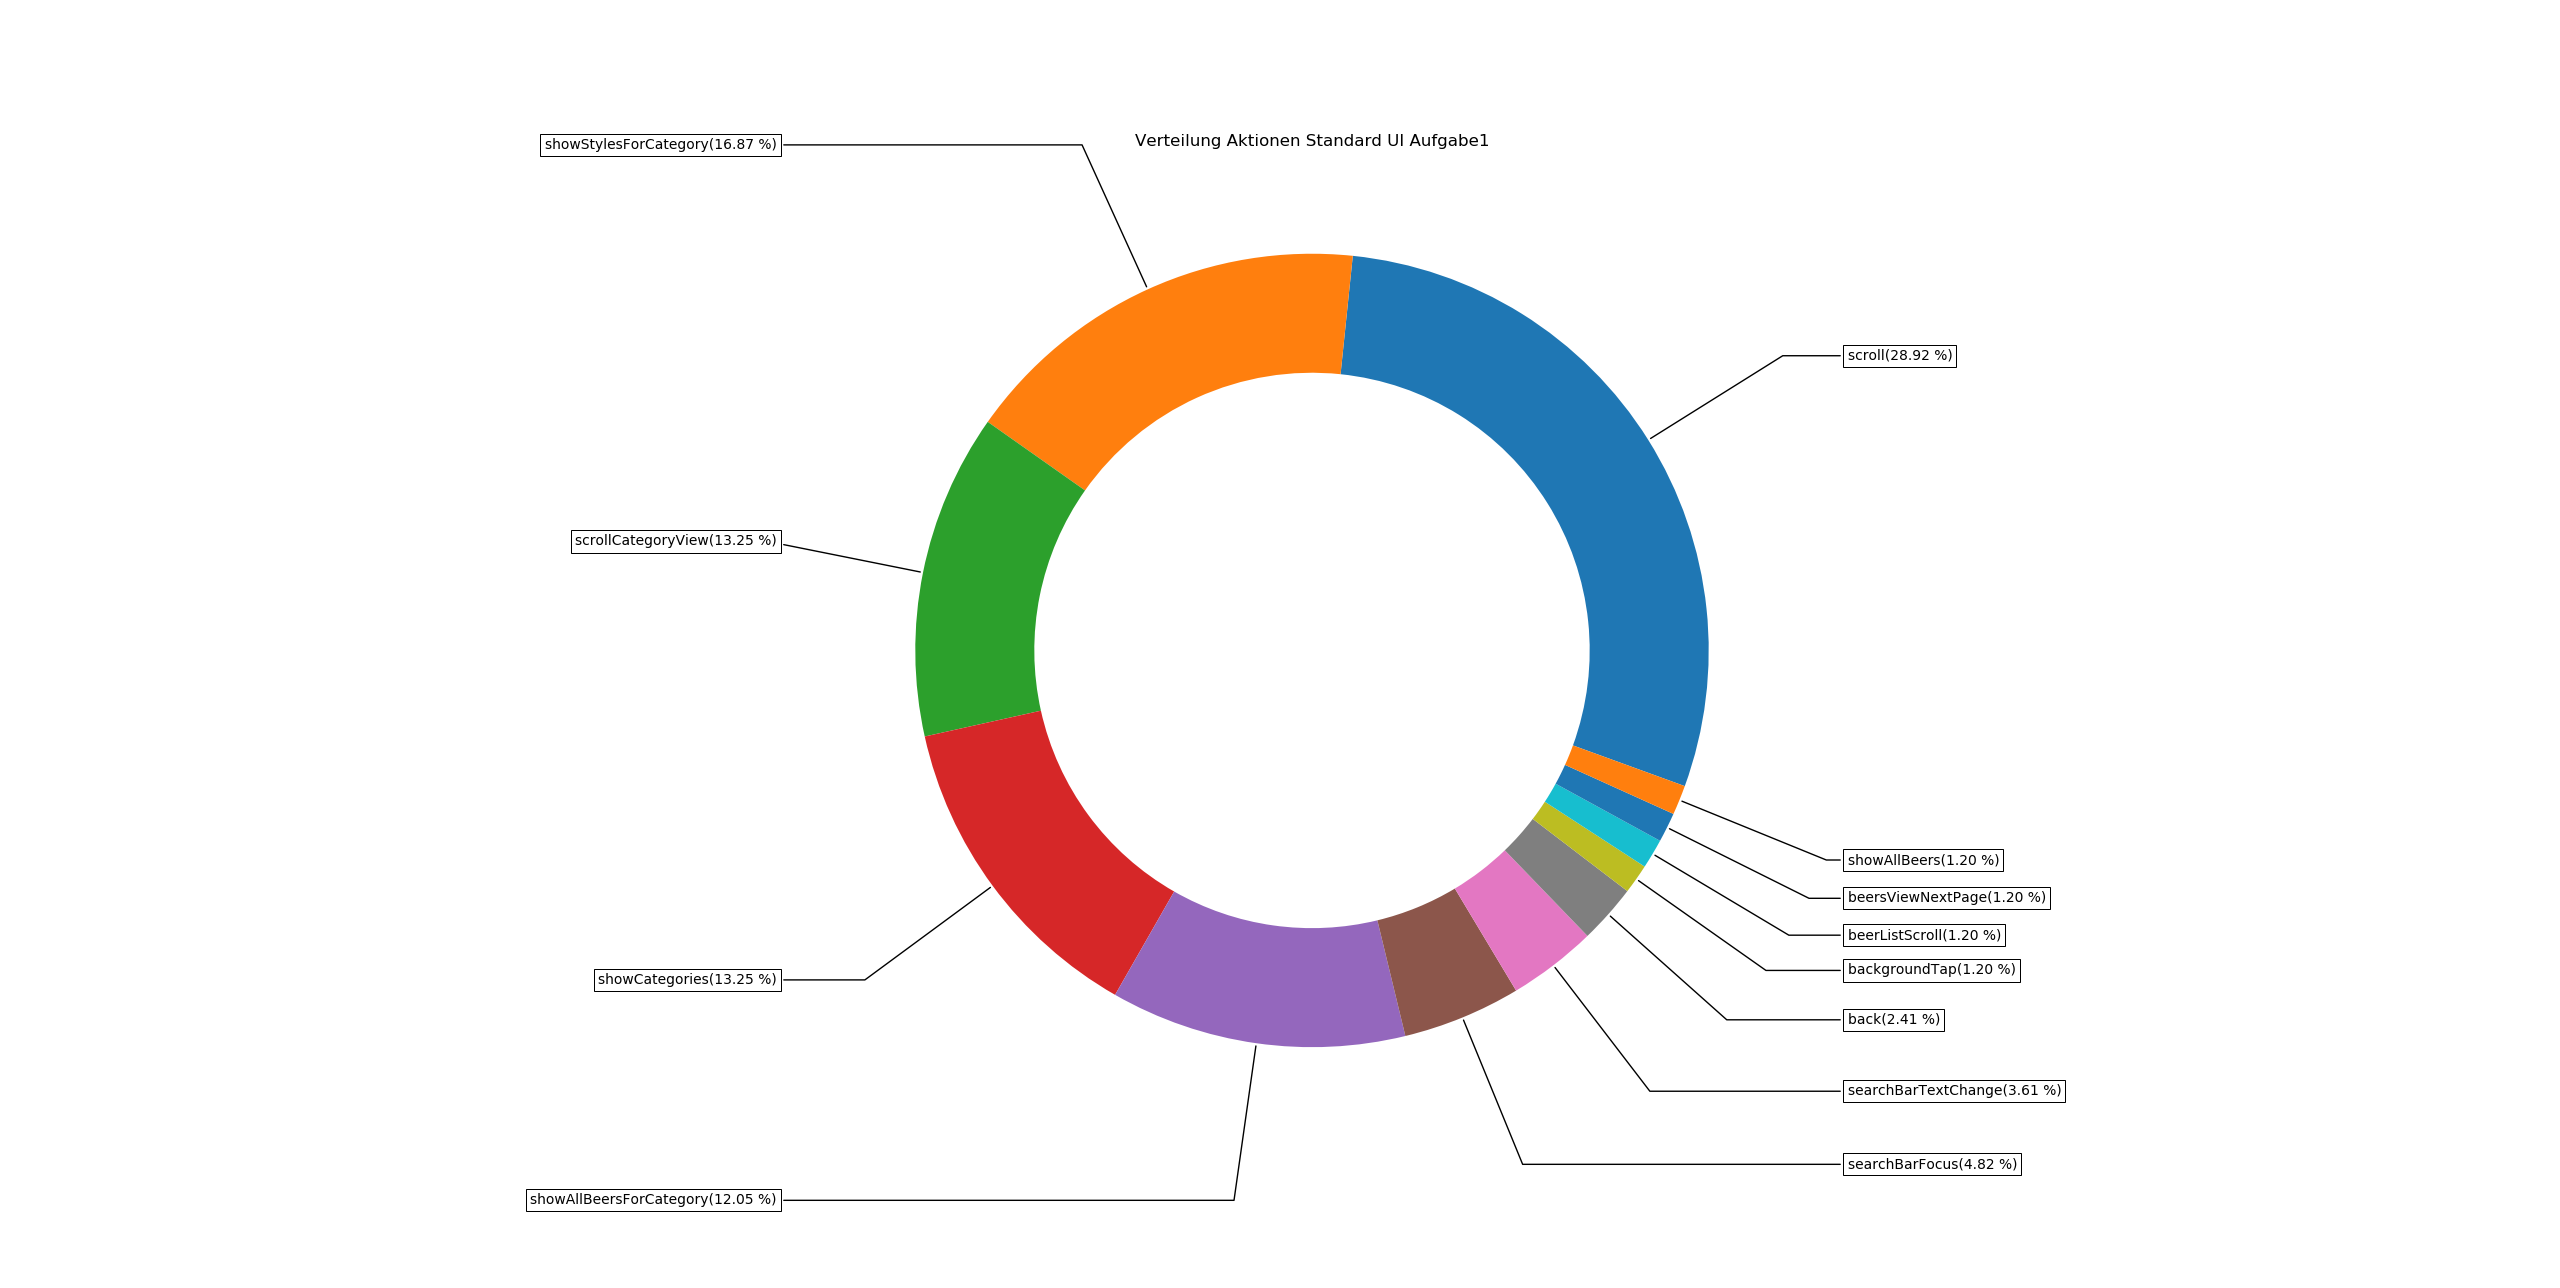 Verteilung Aktionen Standard UI Aufgabe1
showStylesForCategory(16.87 %)
scroll(28.92 %)
scrollCategoryView(13.25 %)
showAllBeers(1.20 %)
beersViewNextPage(1.20 %)
beerListScroll(1.20 %)
backgroundTap(1.20 %)
showCategories(13.25 %)
back(2.41 %)
searchBarTextChange(3.61 %)
searchBarFocus(4.82 %)
showAllBeersForCategory(12.05 %)